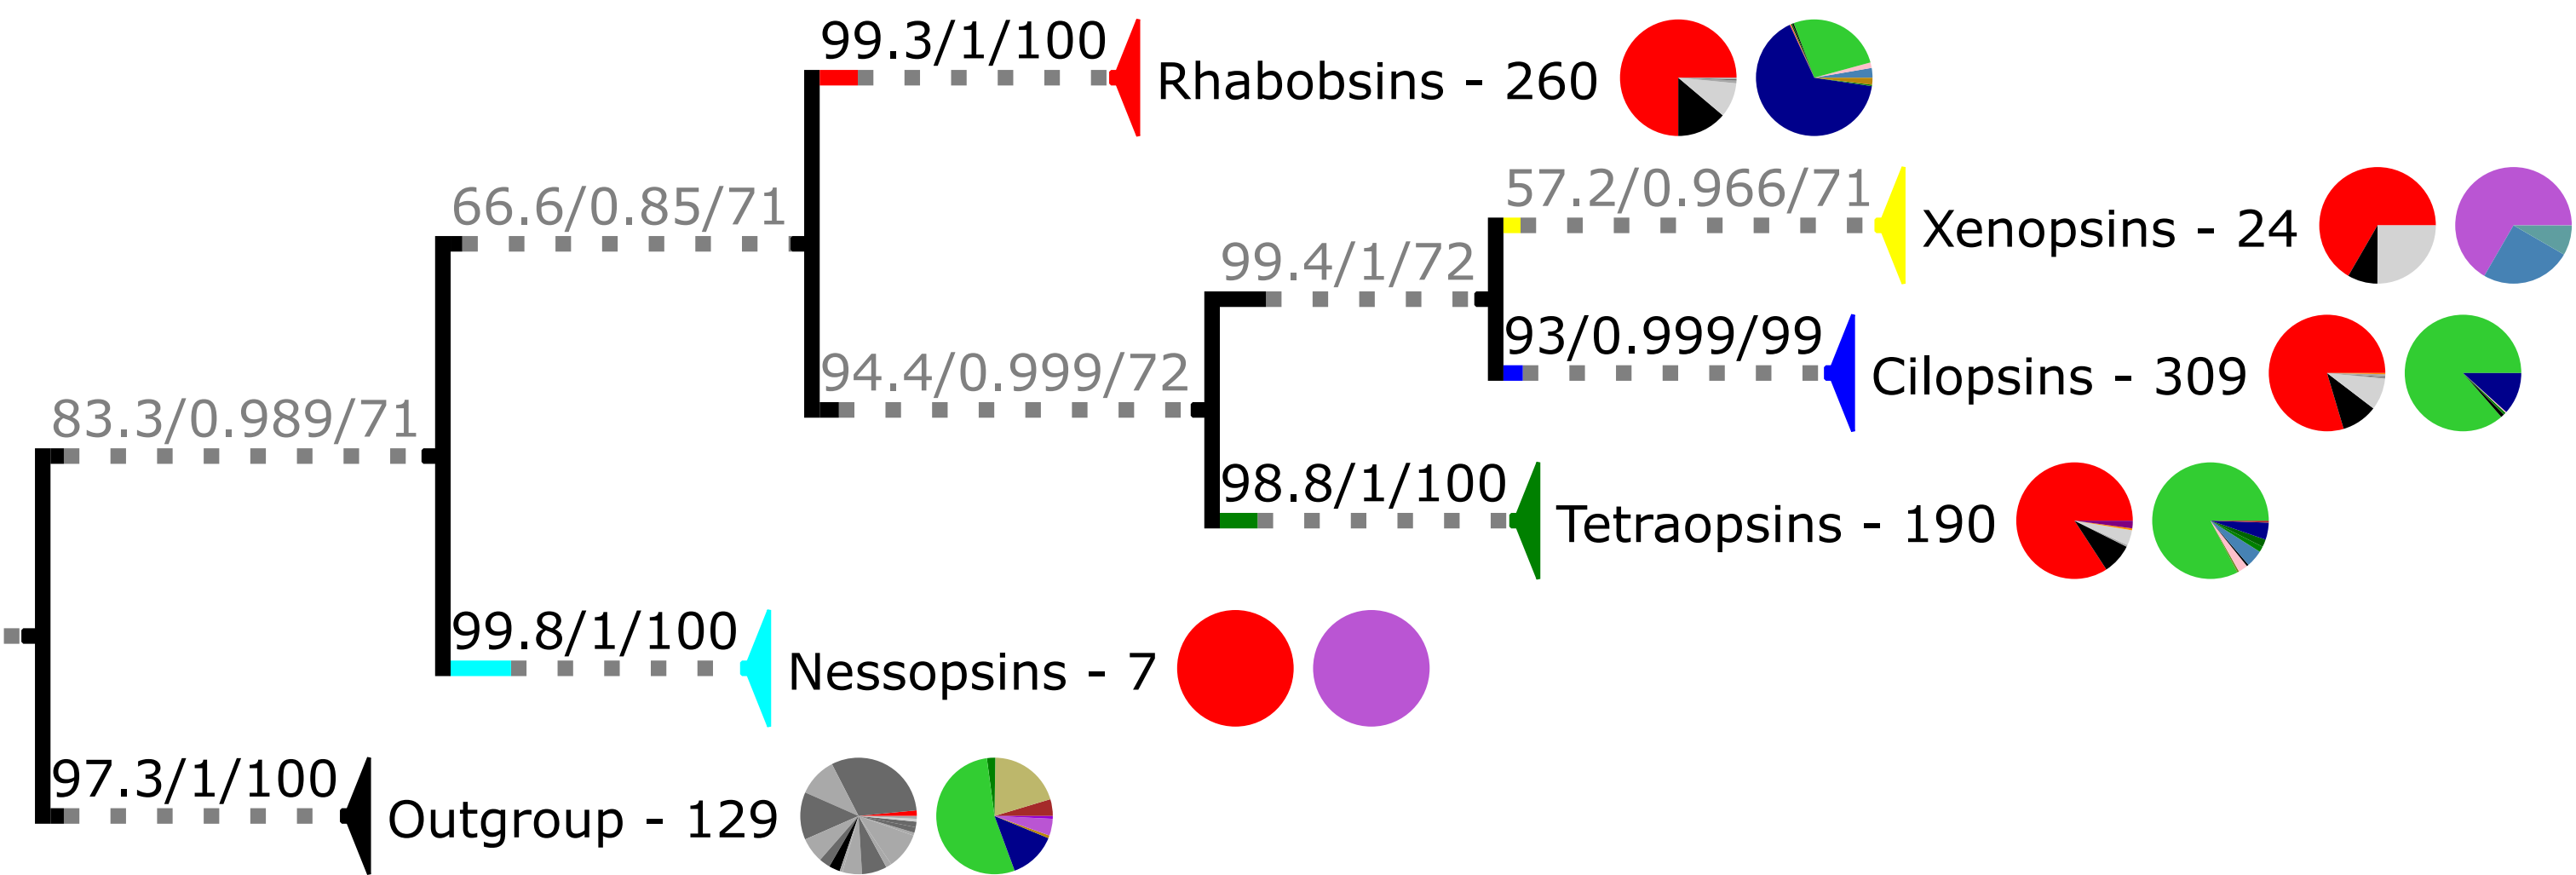 99.3/1/100
Rhabobsins - 260
57.2/0.966/71
66.6/0.85/71
Xenopsins - 24
99.4/1/72
93/0.999/99
94.4/0.999/72
Cilopsins - 309
83.3/0.989/71
98.8/1/100
Tetraopsins - 190
99.8/1/100
Nessopsins - 7
97.3/1/100
Outgroup - 129